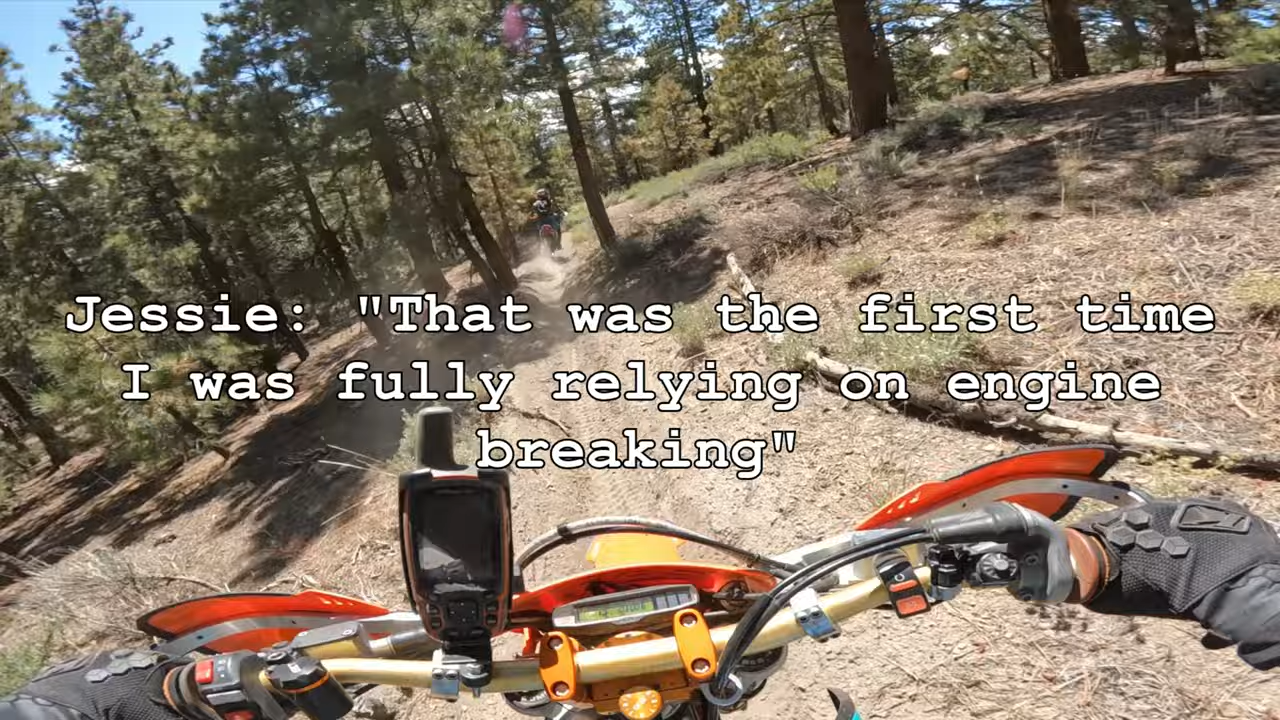 Jessie: "That was the first time
I was fully relying on engine
breaking"